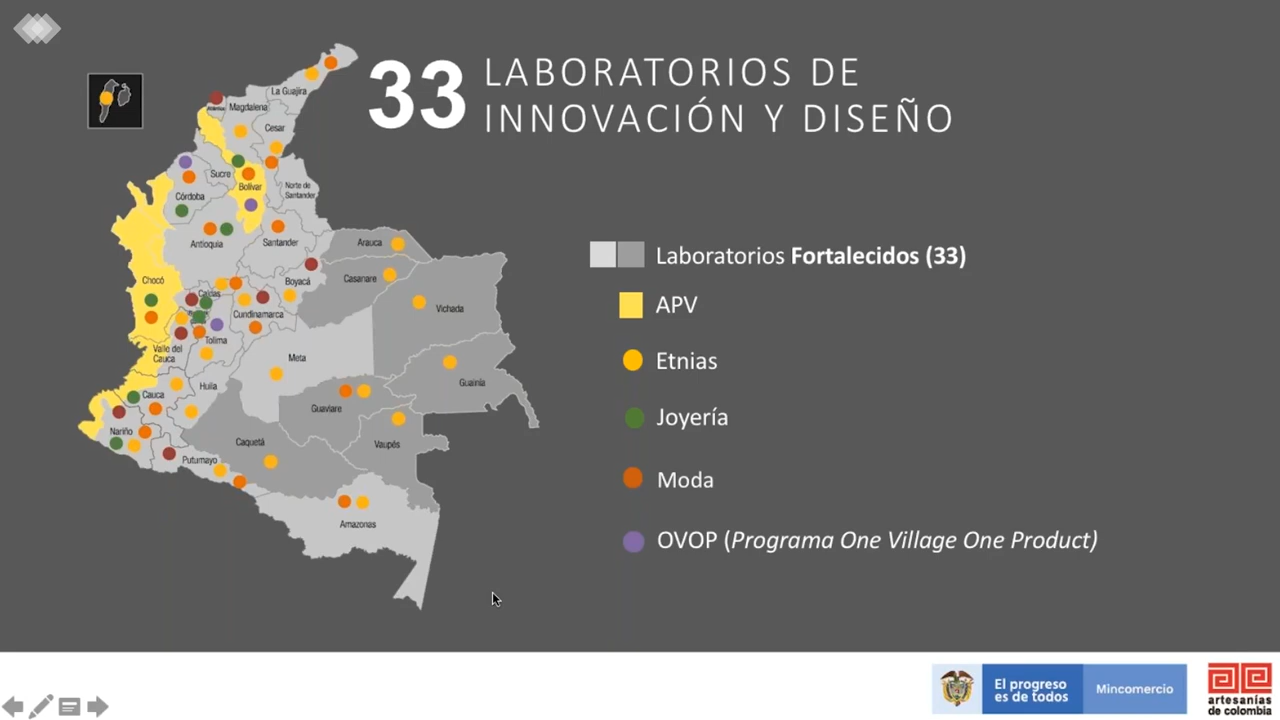 33
LABORATORIOS DE
INNOVACIÓN Y DISEÑO
La Guajira
Magdalena
Cesar
Sucre
Bolívar
Norte de
Santander
Córdoba
Antioquia
Santander
Arauca
Chocó
Caldas
Boyacá
Casanare
Cundinamarca
Vichada
Tolima
Valle del
Cauca
Meta
Guainía
Cauca
Huila
Guaviare
Nariño
Caquetá
Vaupés
Putumayo
Amazonas
Laboratorios Fortalecidos (33)
APV
Etnias
Joyería
Moda
OVOP (Programa One Village One Product)
El progreso
es de todos
Mincomercio
artesanías
de colombia